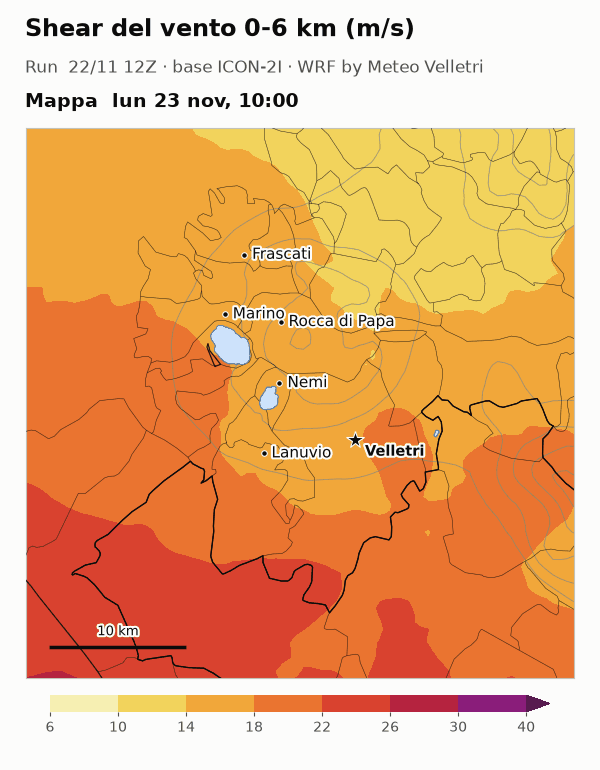 Shear del vento 0-6 km (m/s)
Run  22/11 12Z · base ICON-2I · WRF by Meteo Velletri
Mappa  lun 23 nov, 10:00
Frascati
Marino
Rocca di Papa
Nemi
Lanuvio
Velletri
10 km
6 10 14 18 22 26 30 40